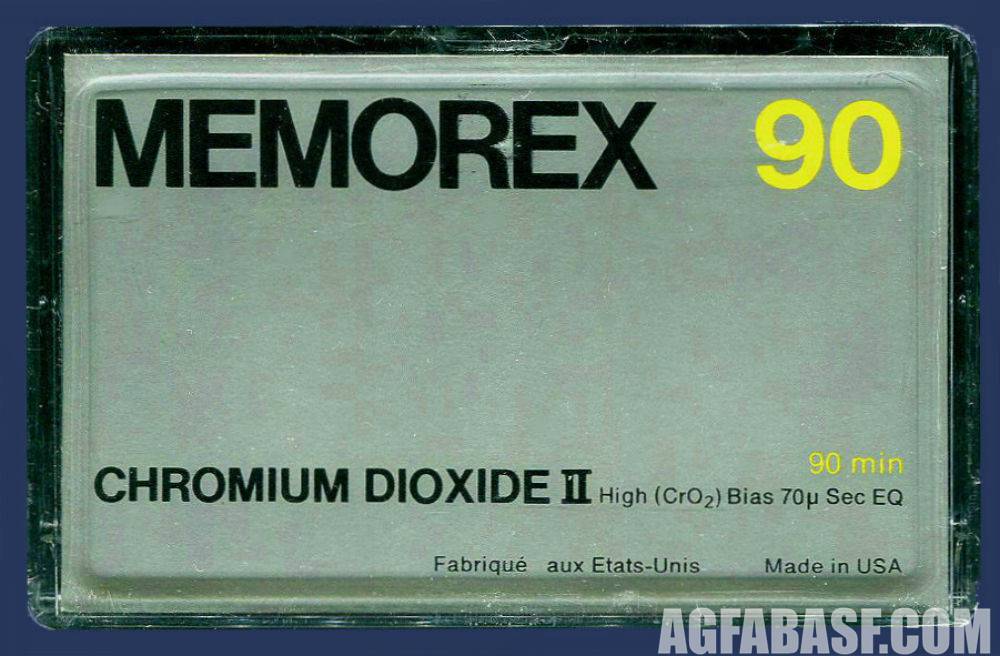 MEMOREX 90
90 min
CHROMIUM DIOXIDE II High (CrO₂) Bias 70µ Sec EQ
Fabriqué aux Etats-Unis Made in USA
AGFABASF.COM